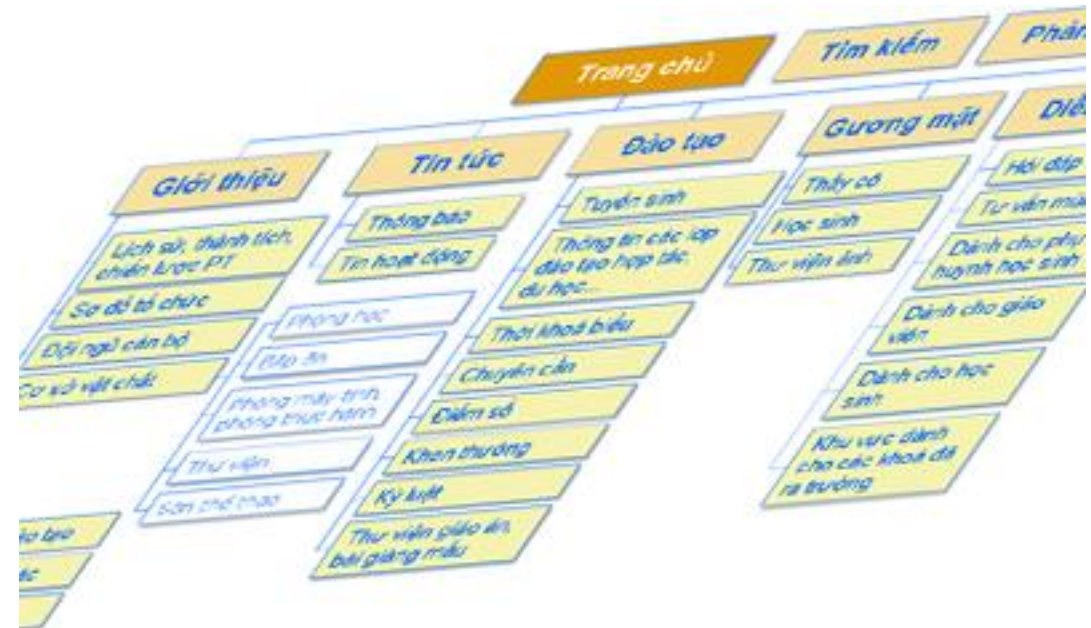 Trang chủ
Tìm kiếm
Giới thiệu
Lịch sử, thành tích,
chiến lược PT
Sơ đồ tổ chức
Đội ngũ cán bộ
Cơ sở vật chất
Tin tức
Thông báo
Tin hoạt động
Phòng học
Bếp ăn
Phòng máy tính,
phòng thực hành
Thư viện
Sân thể thao
Đào tạo
Tuyển sinh
Thông tin các lớp
đào tạo hợp tác,
du học...
Thời khoá biểu
Chuyên cần
Điểm số
Khen thưởng
Kỷ luật
Thư viện giáo án,
bài giảng mẫu
Gương mặt
Thầy cô
Học sinh
Thư viện ảnh
Hỏi đáp
Tư vấn
Dành cho phụ
huynh học sinh
Dành cho giáo
viên
Dành cho học
sinh
Khu vực dành
cho các khoá đã
ra trường
tạo